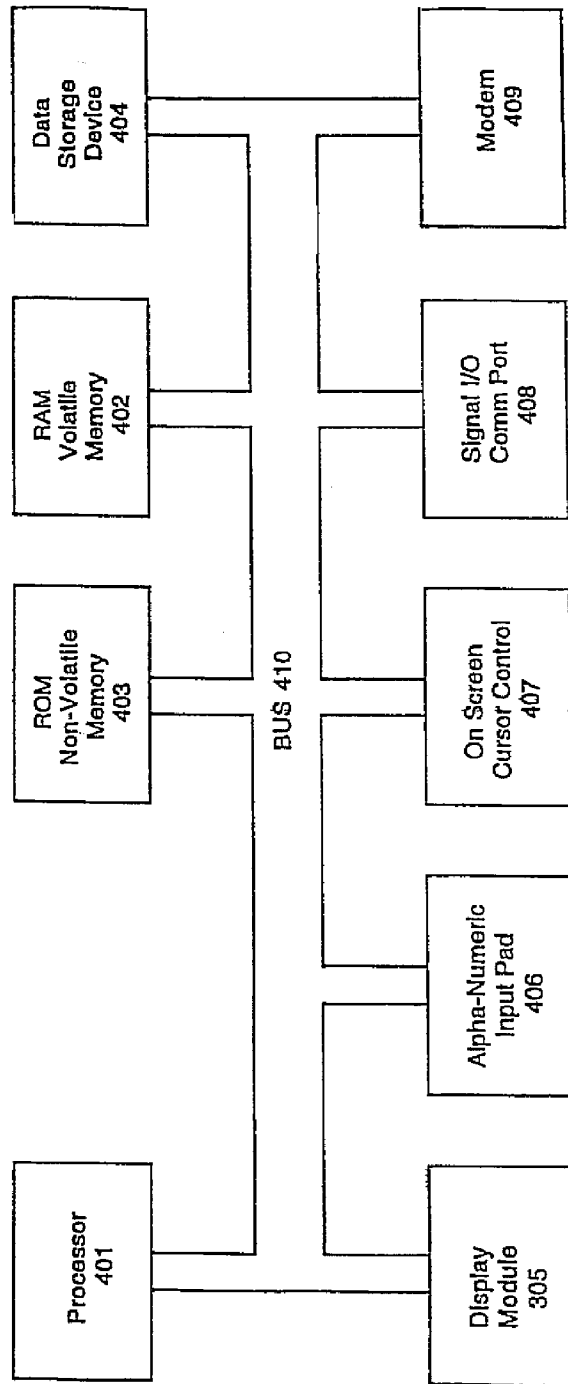 Processor
401
ROM
Non-Volatile
Memory
403
RAM
Volatile
Memory
402
Data
Storage
Device
404
BUS 410
Display
Module
305
Alpha-Numeric
Input Pad
406
On Screen
Cursor Control
407
Signal I/O
Comm Port
408
Modem
409